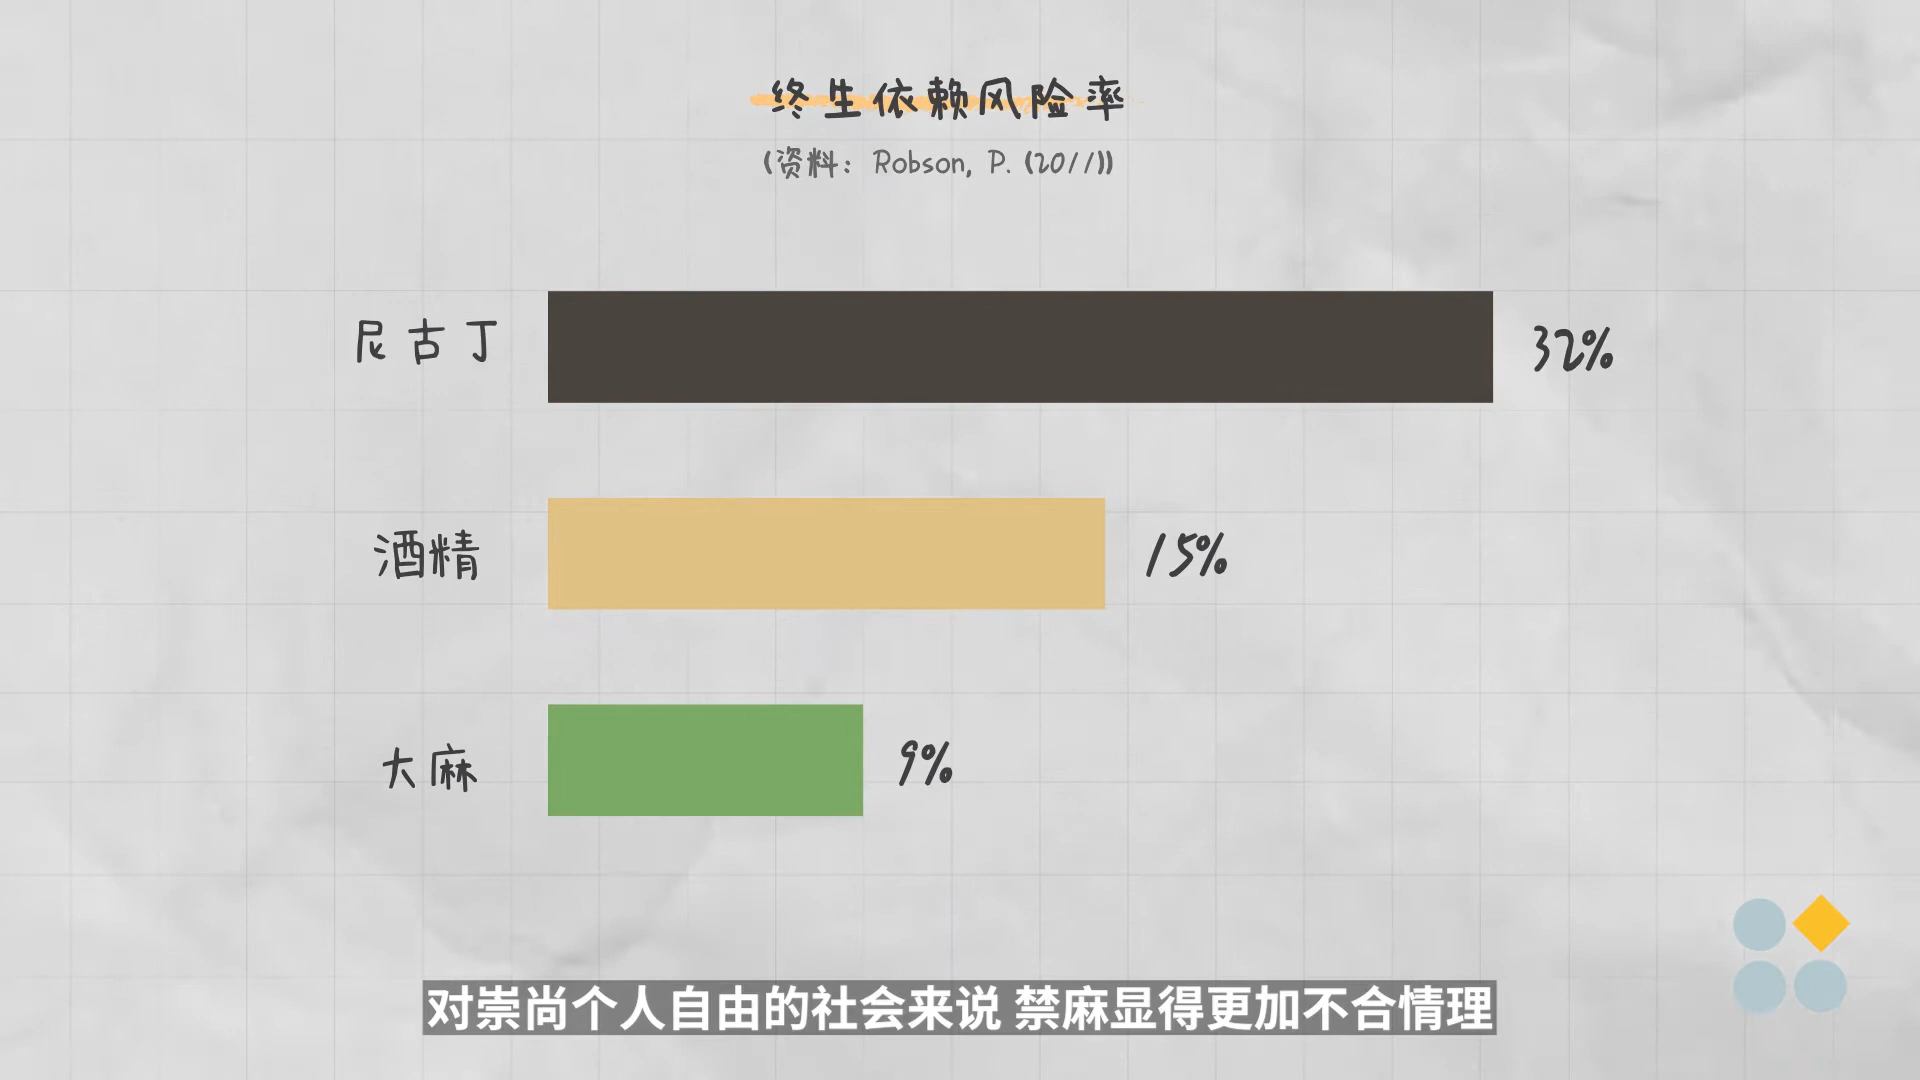 终生依赖风险率
(资料： Robson, P. (2011))
尼古丁 32%
酒精 15%
大麻 9%
对崇尚个人自由的社会来说 禁麻显得更加不合情理